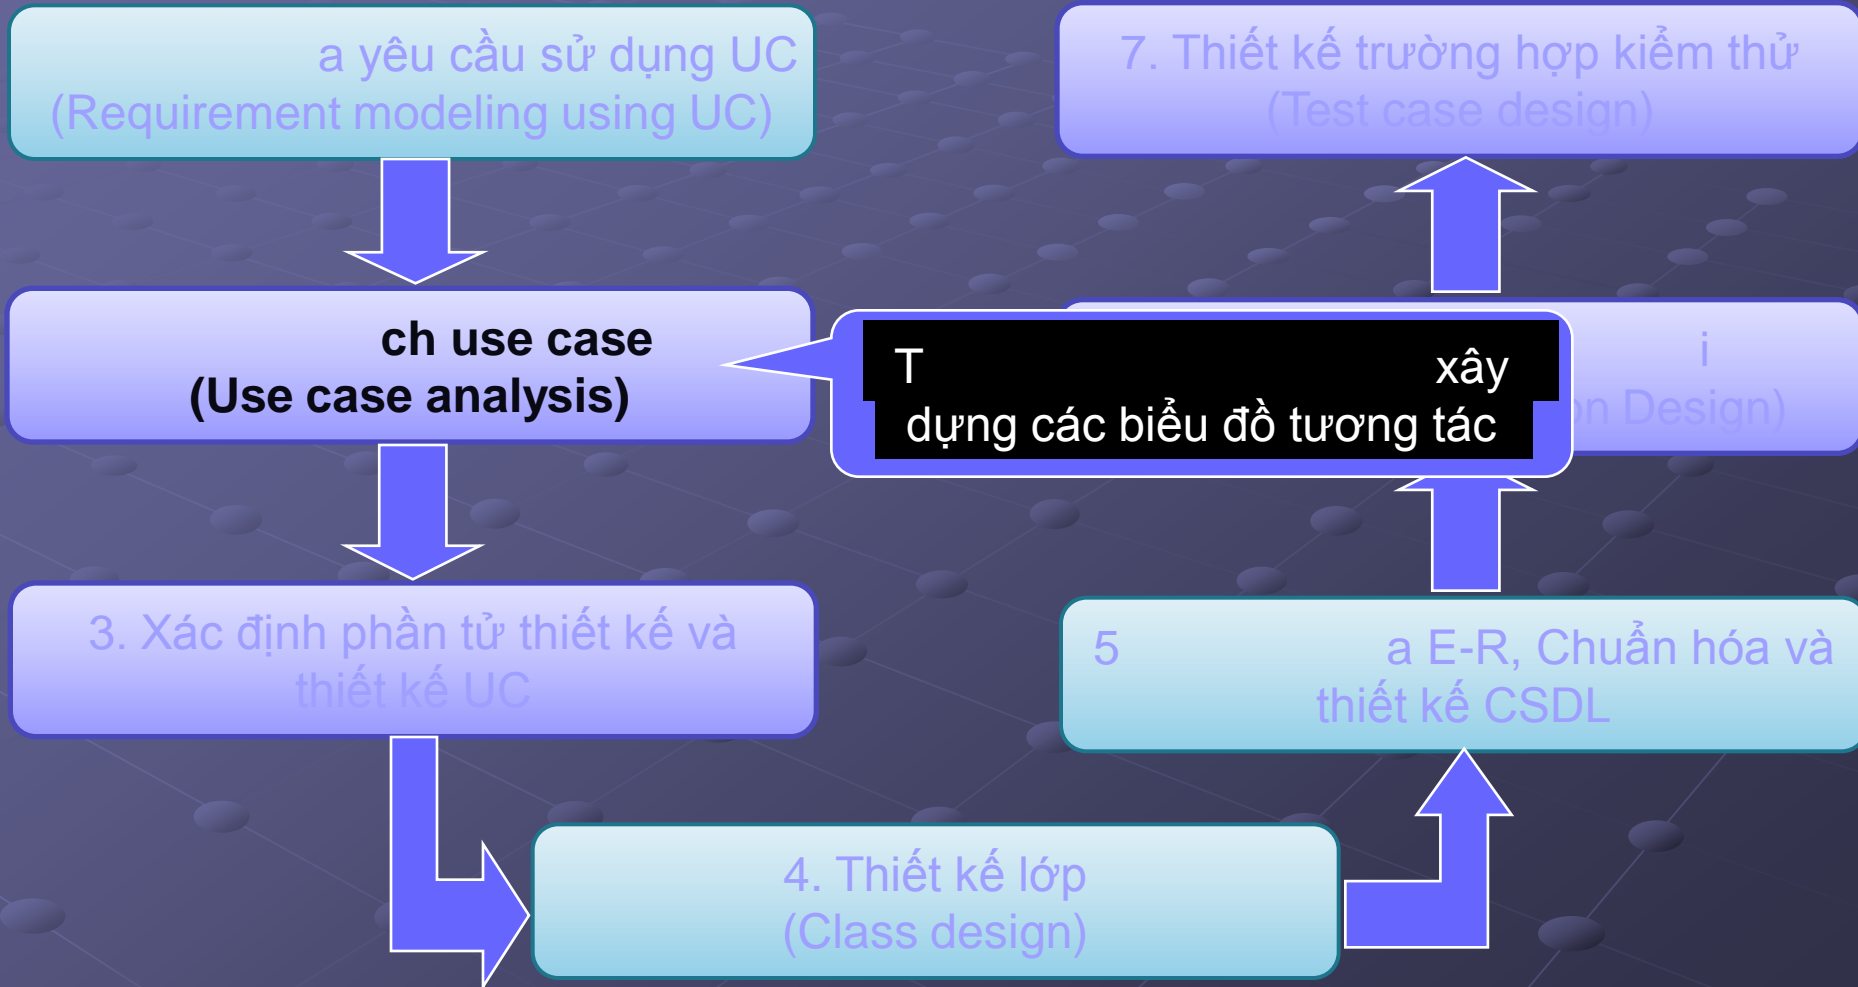 a yêu cầu sử dụng UC
(Requirement modeling using UC)
ch use case
(Use case analysis)
3. Xác định phần tử thiết kế và
thiết kế UC
4. Thiết kế lớp
(Class design)
5 a E-R, Chuẩn hóa và
thiết kế CSDL
i
on Design)
7. Thiết kế trường hợp kiểm thử
(Test case design)
T xây
dựng các biểu đồ tương tác